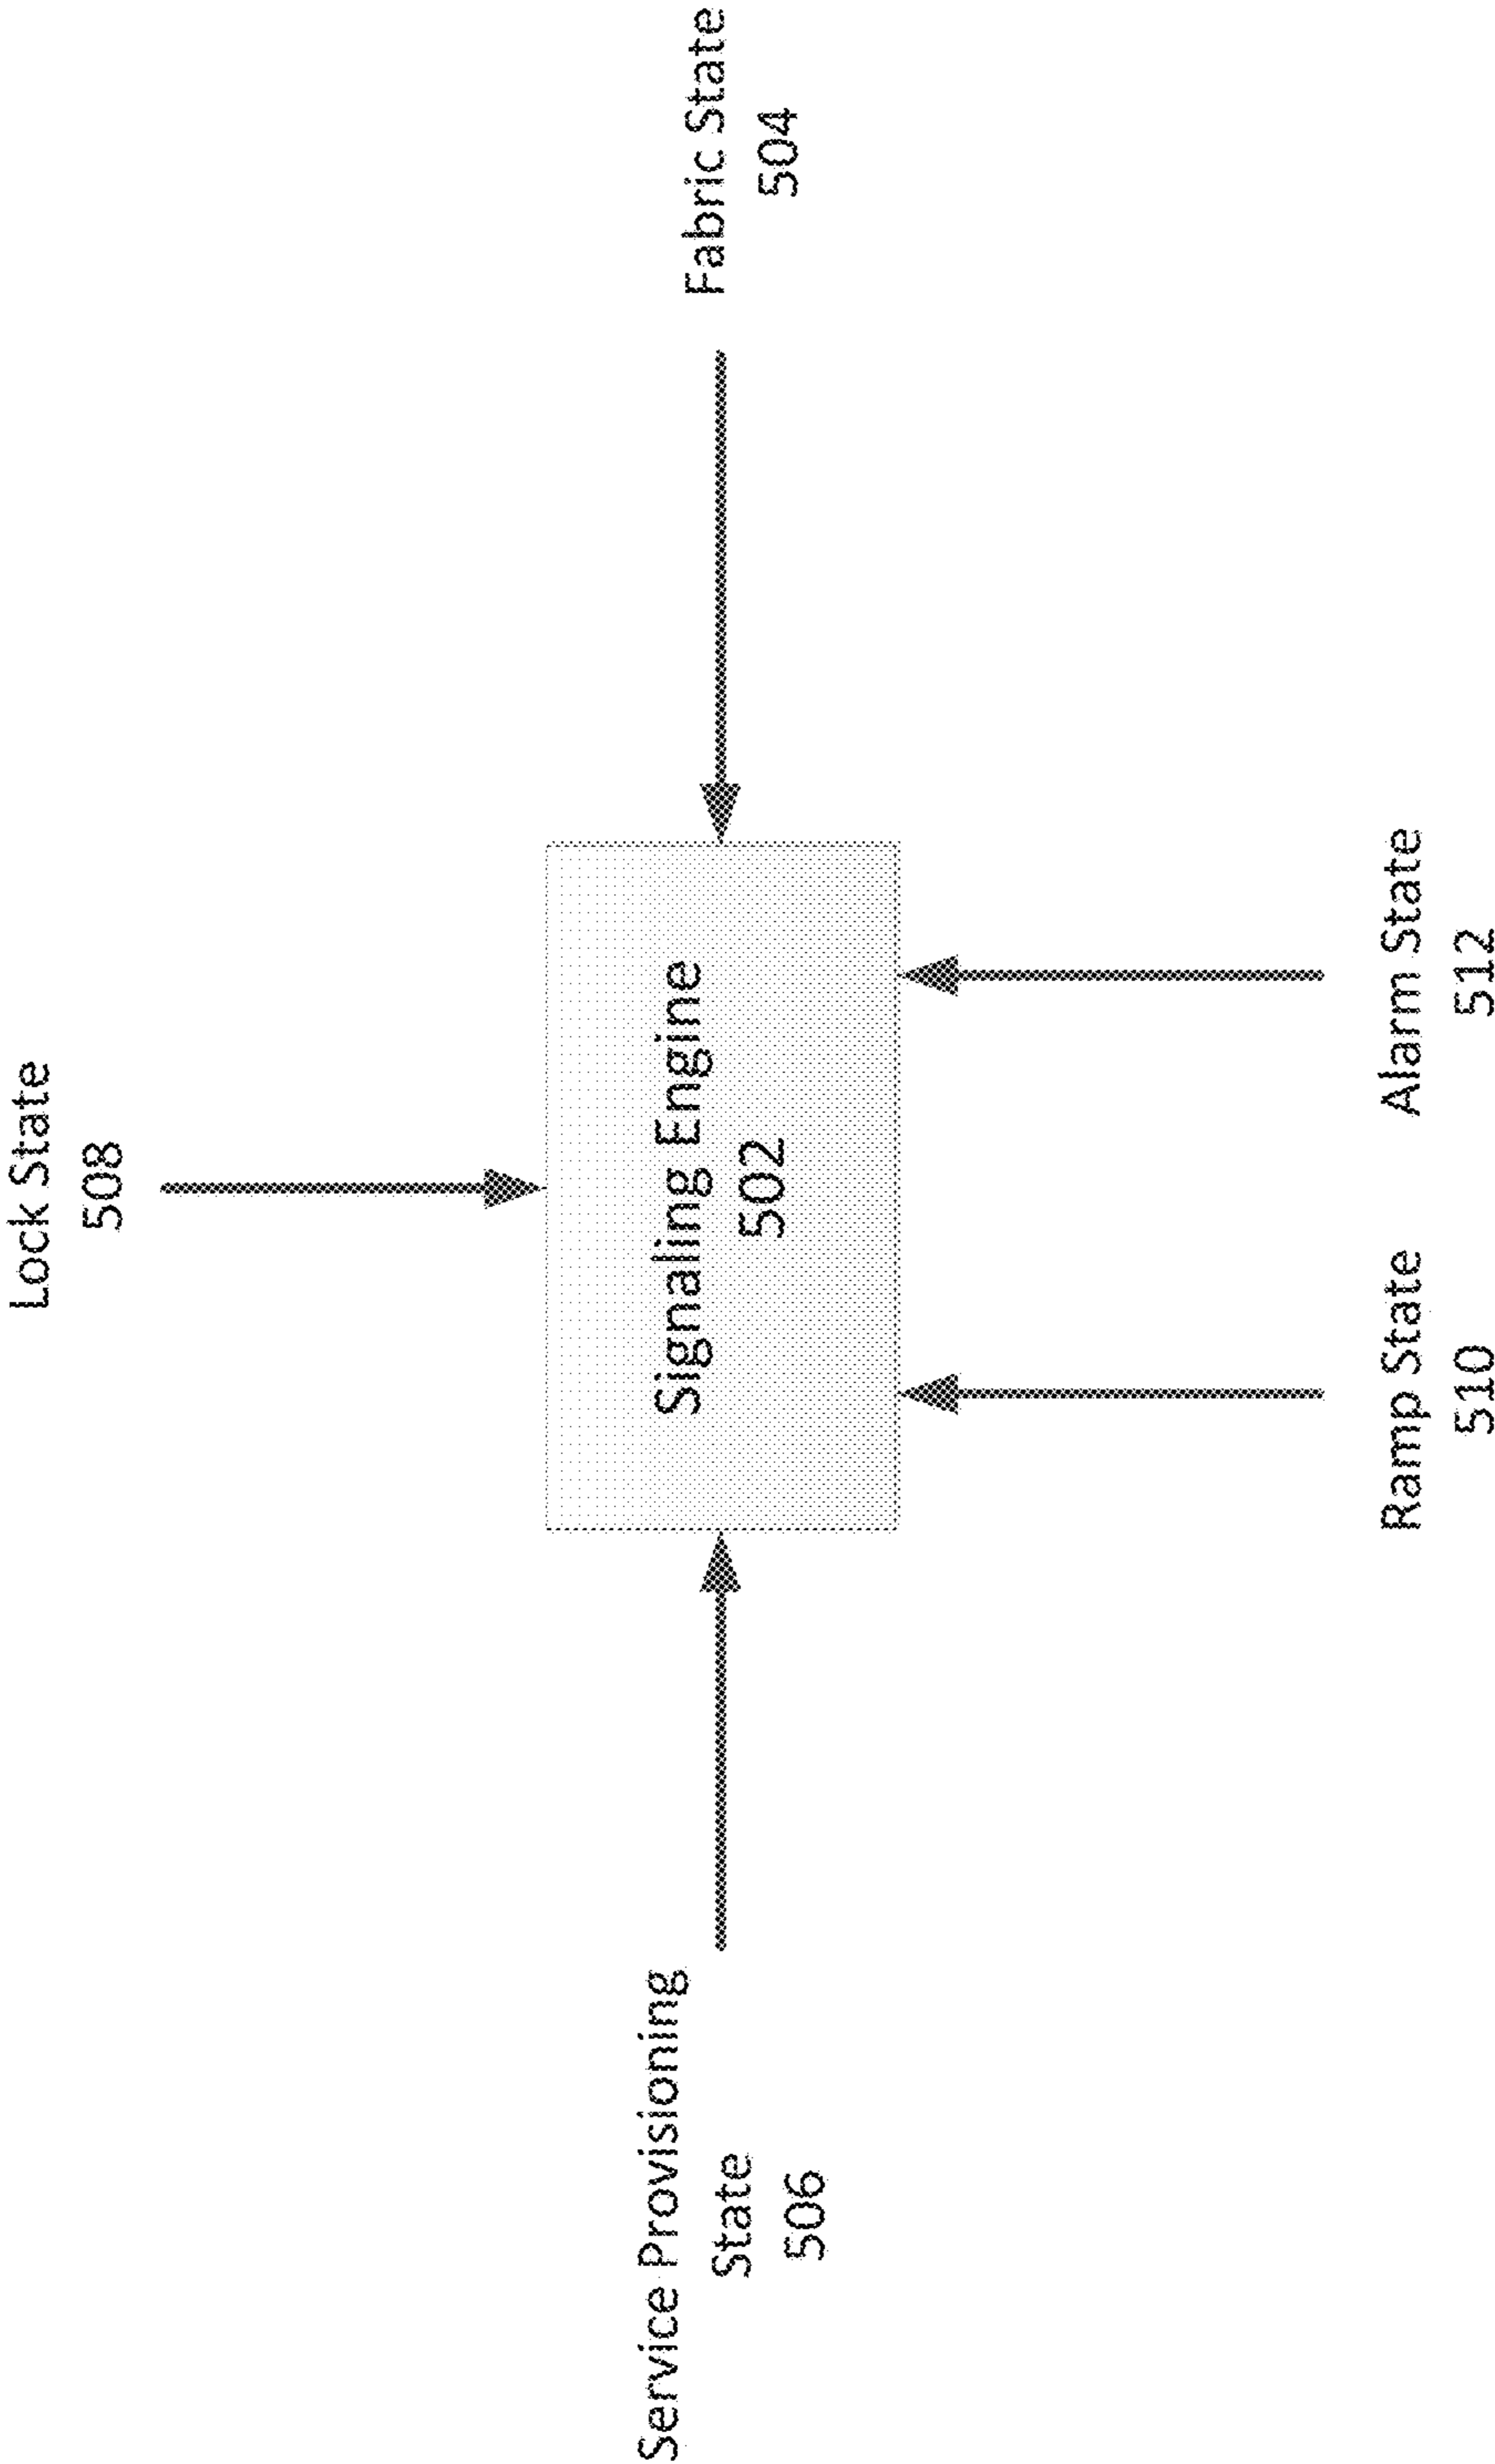 Lock State
508
Service Provisioning
State
506
Signaling Engine
502
Fabric State
504
Ramp State
510
Alarm State
512